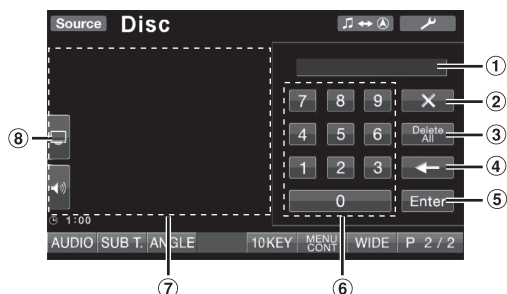 Source Disc
①
7 8 9 ②
4 5 6 Delete All ③
⑧
1 2 3 ④
0 Enter ⑤
1:00
AUDIO SUB T. ANGLE 10KEY MENU CONT WIDE P 2/2
⑦ ⑥